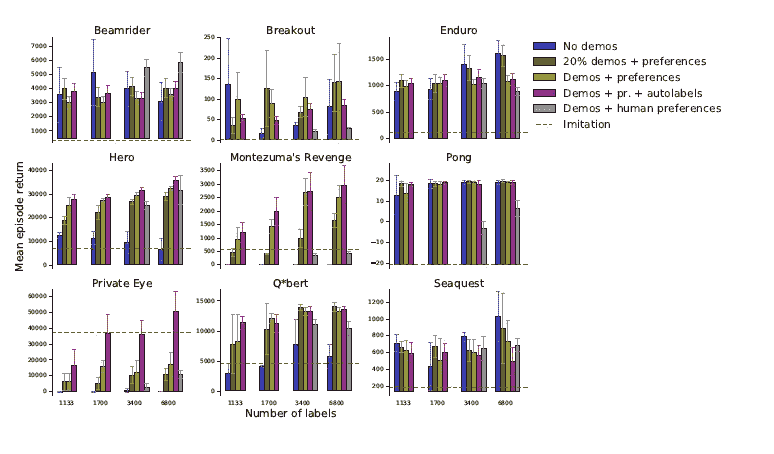 Beamrider
7000
6000
5000
4000
3000
2000
1000
Breakout
250
200
150
100
50
0
Enduro
1500
1000
500
0
No demos
20% demos + preferences
Demos + preferences
Demos + pr. + autolabels
Demos + human preferences
Imitation
Mean episode return
Hero
40000
30000
20000
10000
0
Montezuma's Revenge
3500
3000
2500
2000
1500
1000
500
0
Pong
20
10
0
−10
−20
Private Eye
60000
50000
40000
30000
20000
10000
0
1133 1700 3400 6800
Q*bert
15000
10000
5000
0
1133 1700 3400 6800
Seaquest
1200
1000
800
600
400
200
1133 1700 3400 6800
Number of labels